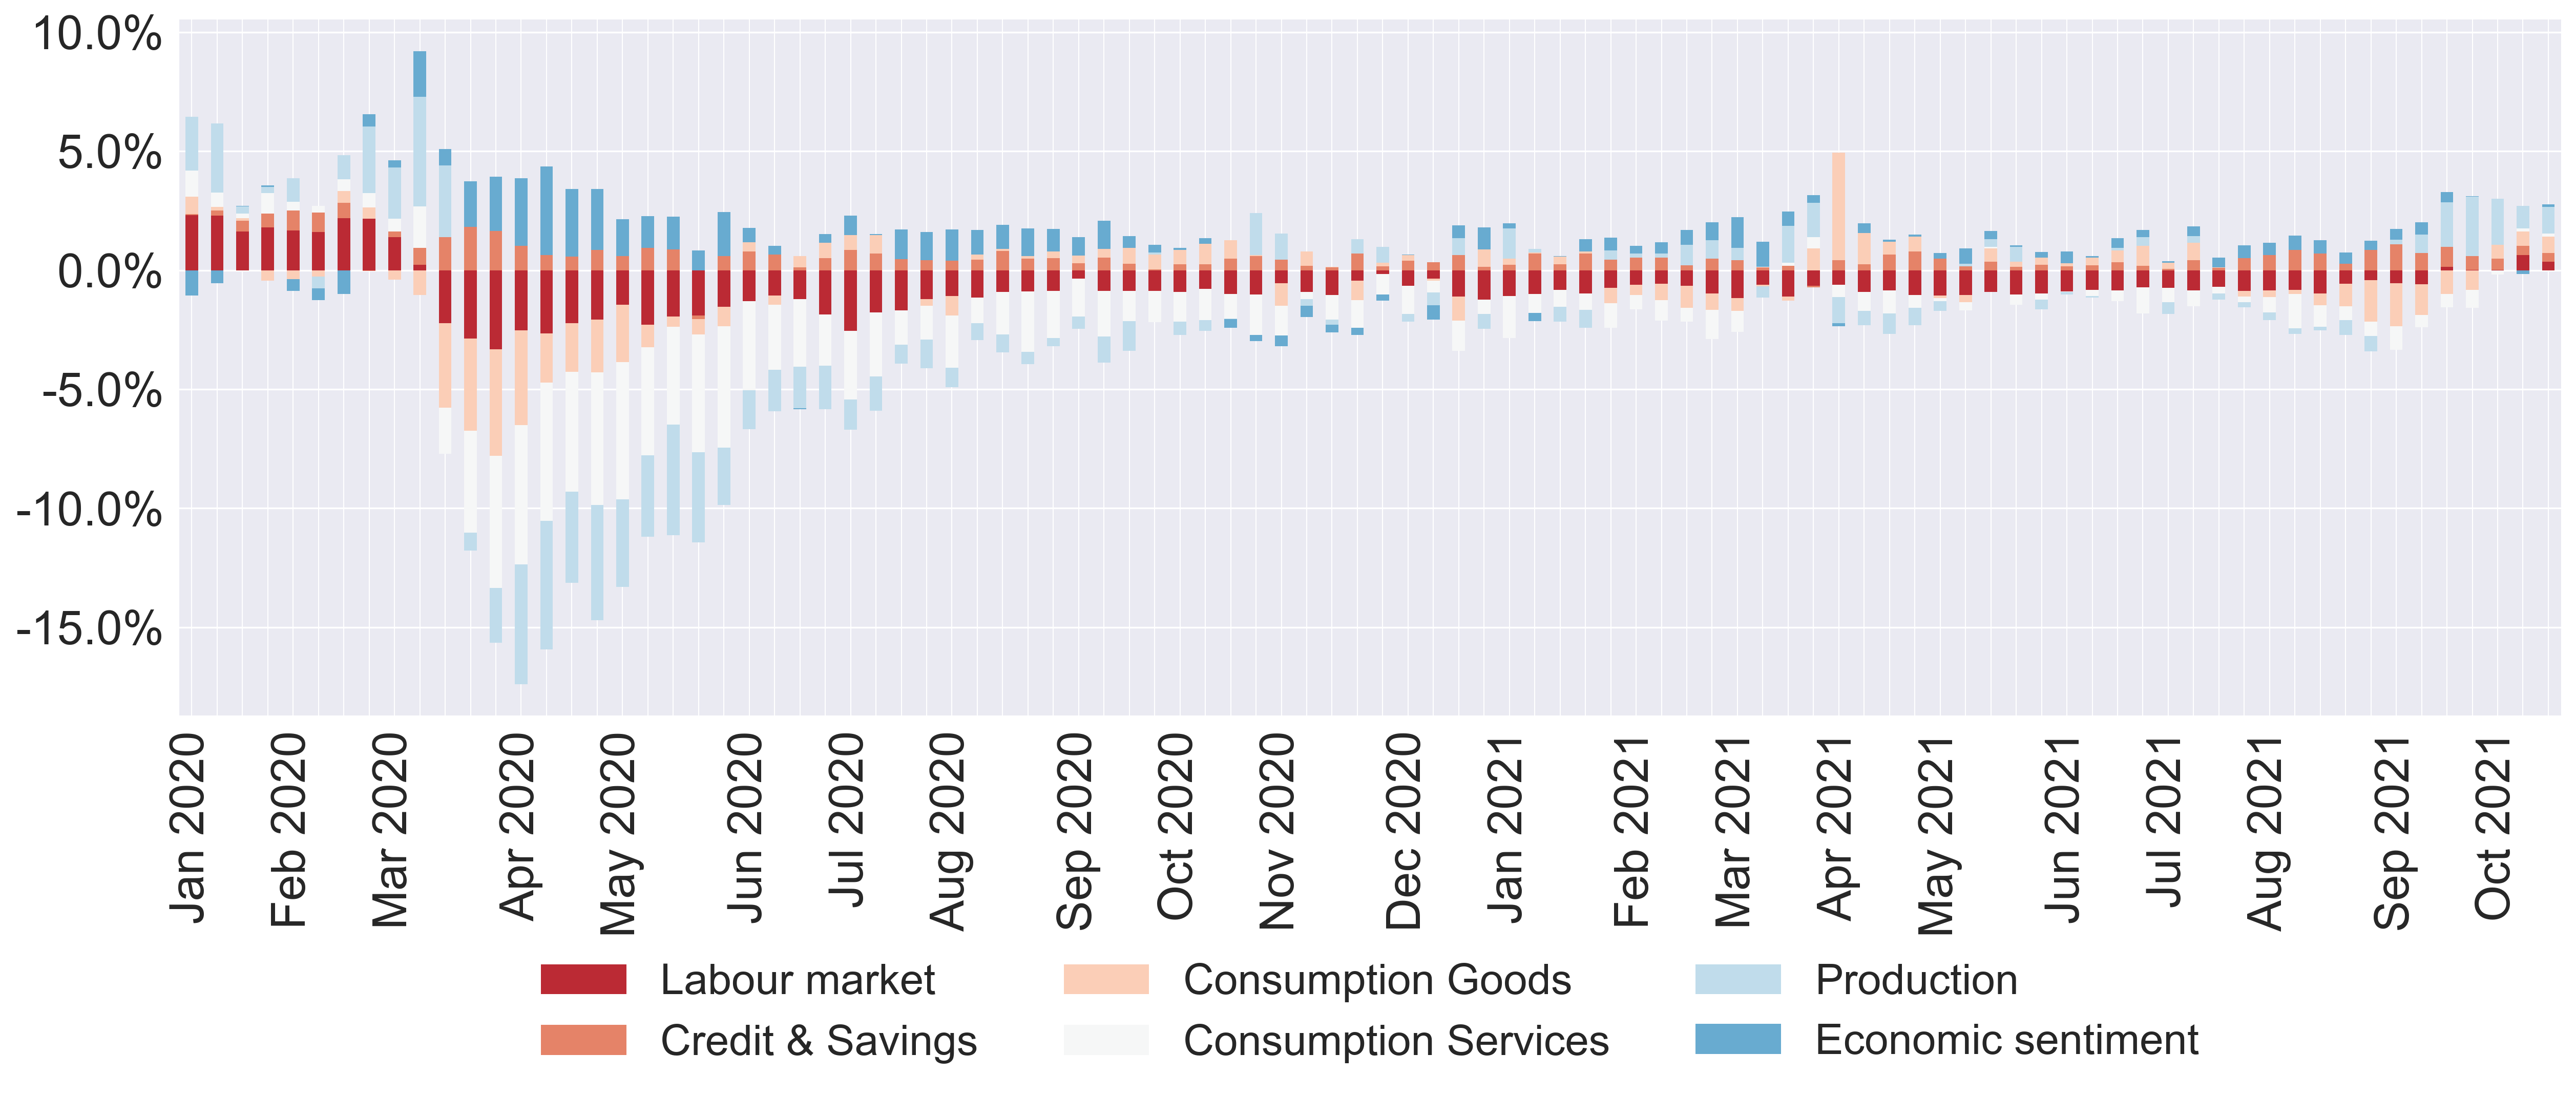 10.0%
5.0%
0.0%
-5.0%
-10.0%
-15.0%
Jan 2020
Feb 2020
Mar 2020
Apr 2020
May 2020
Jun 2020
Jul 2020
Aug 2020
Sep 2020
Oct 2020
Nov 2020
Dec 2020
Jan 2021
Feb 2021
Mar 2021
Apr 2021
May 2021
Jun 2021
Jul 2021
Aug 2021
Sep 2021
Oct 2021
Labour market
Credit & Savings
Consumption Goods
Consumption Services
Production
Economic sentiment